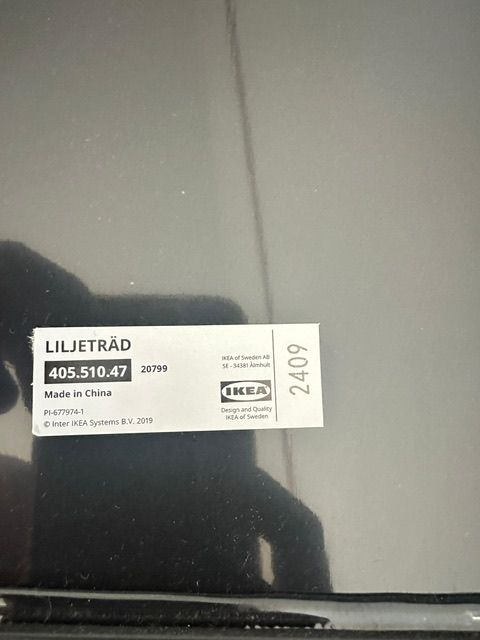 LILJETRÄD
405.510.47 20799
Made in China
PI-677974-1
© Inter IKEA Systems B.V. 2019
IKEA of Sweden AB
SE - 34381 Älmhult
IKEA
Design and Quality
IKEA of Sweden
2409